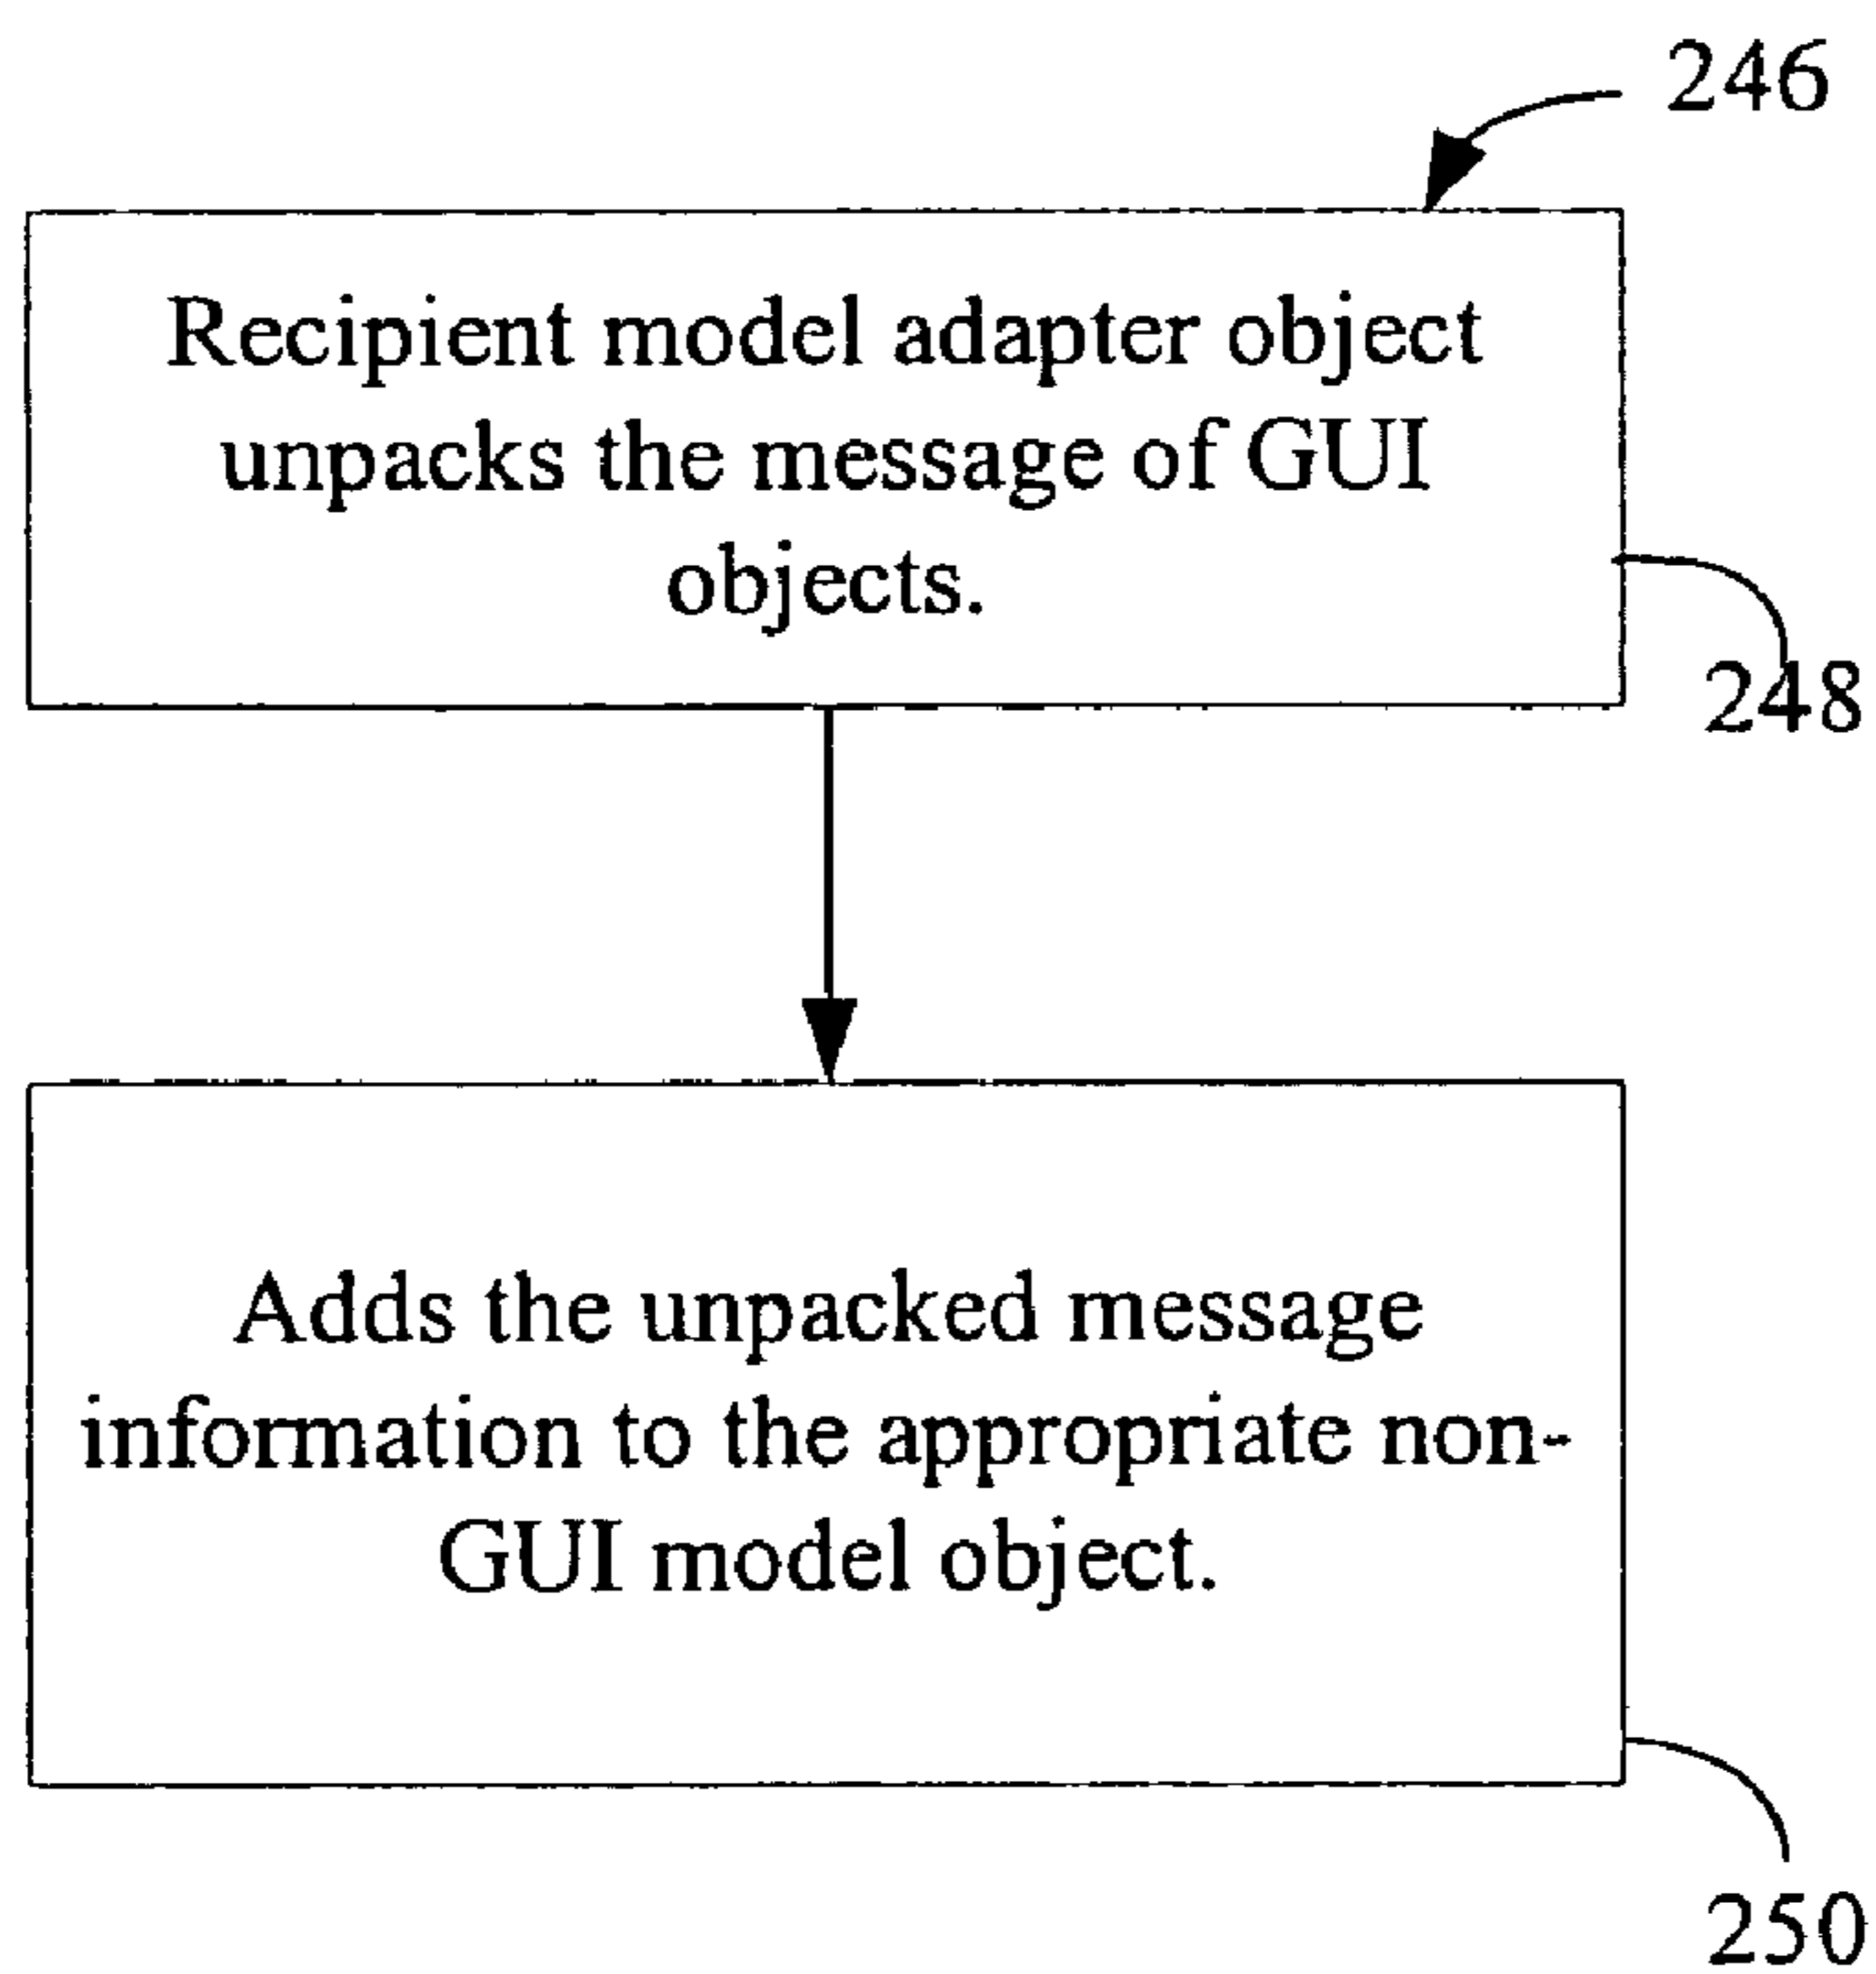 246
Recipient model adapter object
unpacks the message of GUI
objects.
248
Adds the unpacked message
information to the appropriate non-
GUI model object.
250